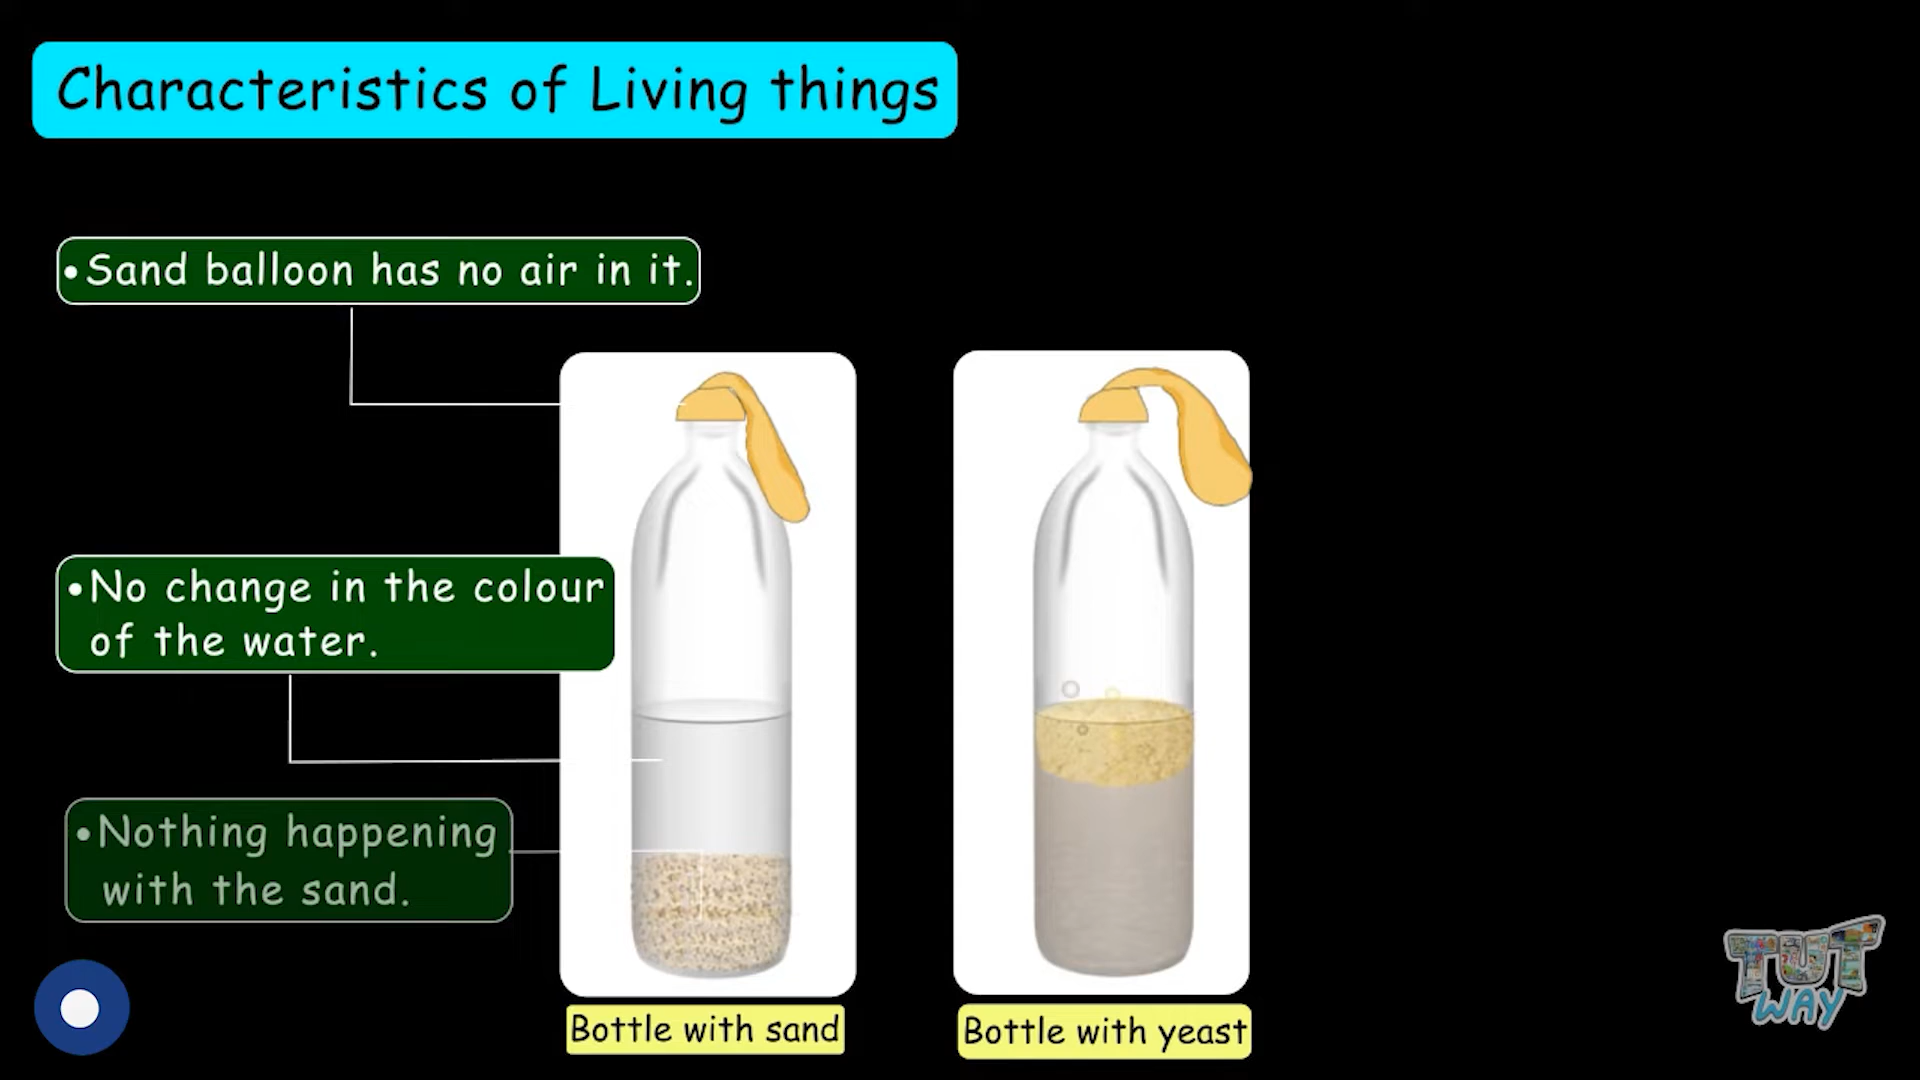 Characteristics of Living things
•Sand balloon has no air in it.
•No change in the colour
of the water.
•Nothing happening
with the sand.
Bottle with sand
Bottle with yeast
TUT
WAY